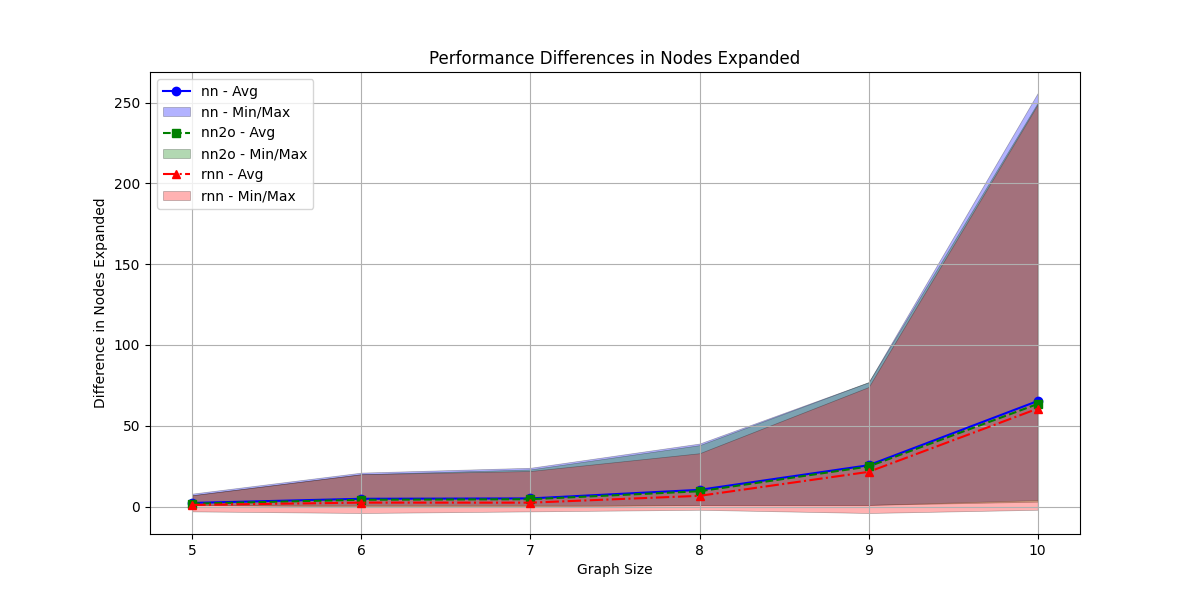 Performance Differences in Nodes Expanded
nn - Avg
nn - Min/Max
nn2o - Avg
nn2o - Min/Max
rnn - Avg
rnn - Min/Max
Difference in Nodes Expanded
250
200
150
100
50
0
5 6 7 8 9 10
Graph Size